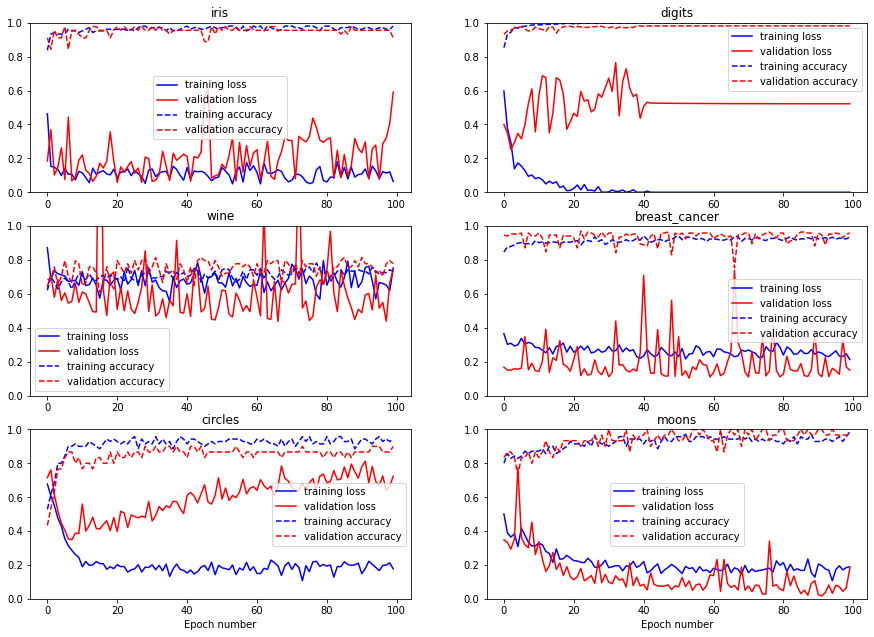 iris
1.0
0.8
0.6
0.4
0.2
0.0
training loss
validation loss
training accuracy
validation accuracy
0 20 40 60 80 100
digits
1.0
0.8
0.6
0.4
0.2
0.0
training loss
validation loss
training accuracy
validation accuracy
0 20 40 60 80 100
wine
1.0
0.8
0.6
0.4
0.2
0.0
training loss
validation loss
training accuracy
validation accuracy
0 20 40 60 80 100
breast_cancer
1.0
0.8
0.6
0.4
0.2
0.0
training loss
validation loss
training accuracy
validation accuracy
0 20 40 60 80 100
circles
1.0
0.8
0.6
0.4
0.2
0.0
training loss
validation loss
training accuracy
validation accuracy
0 20 40 60 80 100
Epoch number
moons
1.0
0.8
0.6
0.4
0.2
0.0
training loss
validation loss
training accuracy
validation accuracy
0 20 40 60 80 100
Epoch number